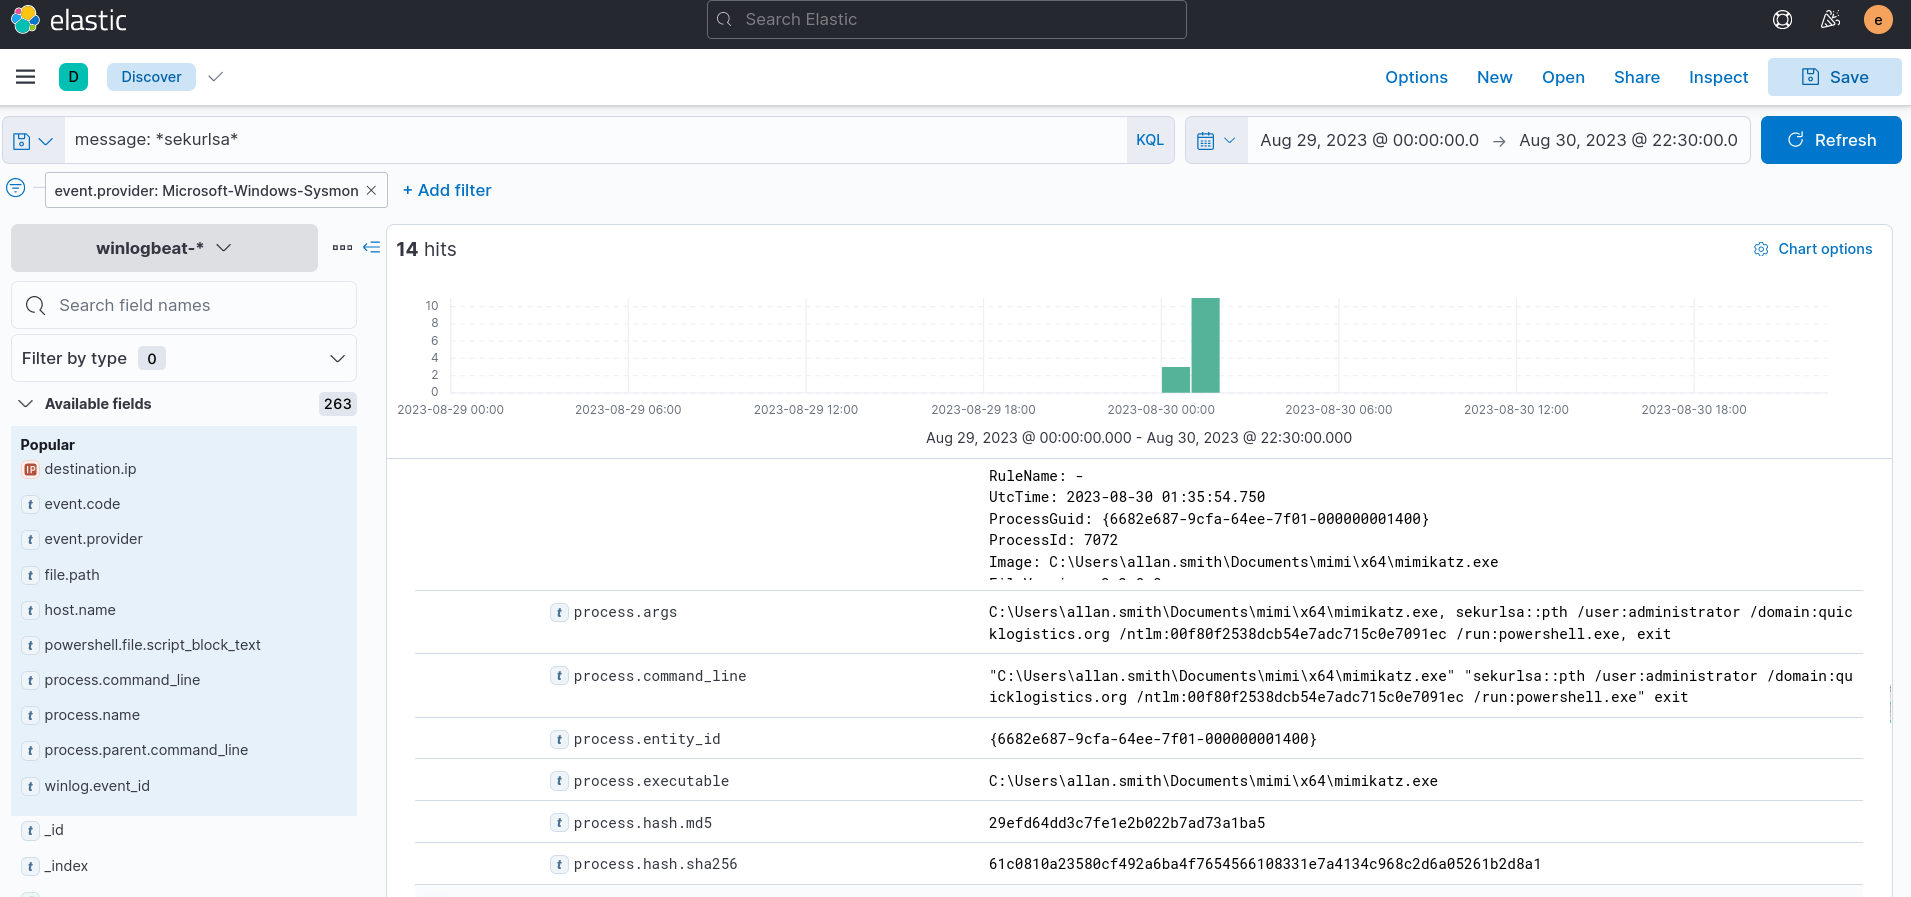 elastic
Search Elastic
e
D
Discover
Options
New
Open
Share
Inspect
Save
message: *sekurlsa*
KQL
Aug 29, 2023 @ 00:00:00.0 → Aug 30, 2023 @ 22:30:00.0
Refresh
event.provider: Microsoft-Windows-Sysmon ×
+ Add filter
winlogbeat-*
14 hits
Chart options
Search field names
Filter by type 0
Available fields 263
Popular
IP destination.ip
t event.code
t event.provider
t file.path
t host.name
t powershell.file.script_block_text
t process.command_line
t process.name
t process.parent.command_line
t winlog.event_id
t _id
t _index
10
8
6
4
2
0
2023-08-29 00:00
2023-08-29 06:00
2023-08-29 12:00
2023-08-29 18:00
2023-08-30 00:00
2023-08-30 06:00
2023-08-30 12:00
2023-08-30 18:00
Aug 29, 2023 @ 00:00:00.000 - Aug 30, 2023 @ 22:30:00.000
RuleName: -
UtcTime: 2023-08-30 01:35:54.750
ProcessGuid: {6682e687-9cfa-64ee-7f01-000000001400}
ProcessId: 7072
Image: C:\Users\allan.smith\Documents\mimi\x64\mimikatz.exe
t process.args
C:\Users\allan.smith\Documents\mimi\x64\mimikatz.exe, sekurlsa::pth /user:administrator /domain:quic
klogistics.org /ntlm:00f80f2538dcb54e7adc715c0e7091ec /run:powershell.exe, exit
t process.command_line
"C:\Users\allan.smith\Documents\mimi\x64\mimikatz.exe" "sekurlsa::pth /user:administrator /domain:qu
icklogistics.org /ntlm:00f80f2538dcb54e7adc715c0e7091ec /run:powershell.exe" exit
t process.entity_id
{6682e687-9cfa-64ee-7f01-000000001400}
t process.executable
C:\Users\allan.smith\Documents\mimi\x64\mimikatz.exe
t process.hash.md5
29efd64dd3c7fe1e2b022b7ad73a1ba5
t process.hash.sha256
61c0810a23580cf492a6ba4f7654566108331e7a4134c968c2d6a05261b2d8a1